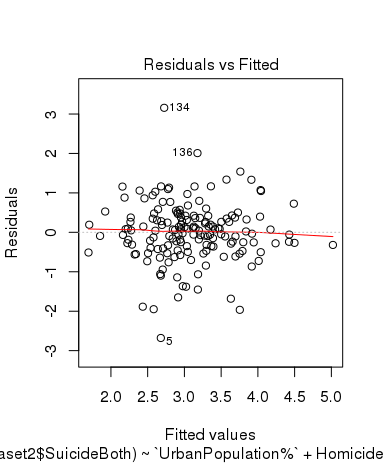 Residuals vs Fitted
Residuals
3
2
1
0
-1
-2
-3
134
136
5
2.0 2.5 3.0 3.5 4.0 4.5 5.0
Fitted values
aset2$SuicideBoth) ~ `UrbanPopulation%` + Homicide